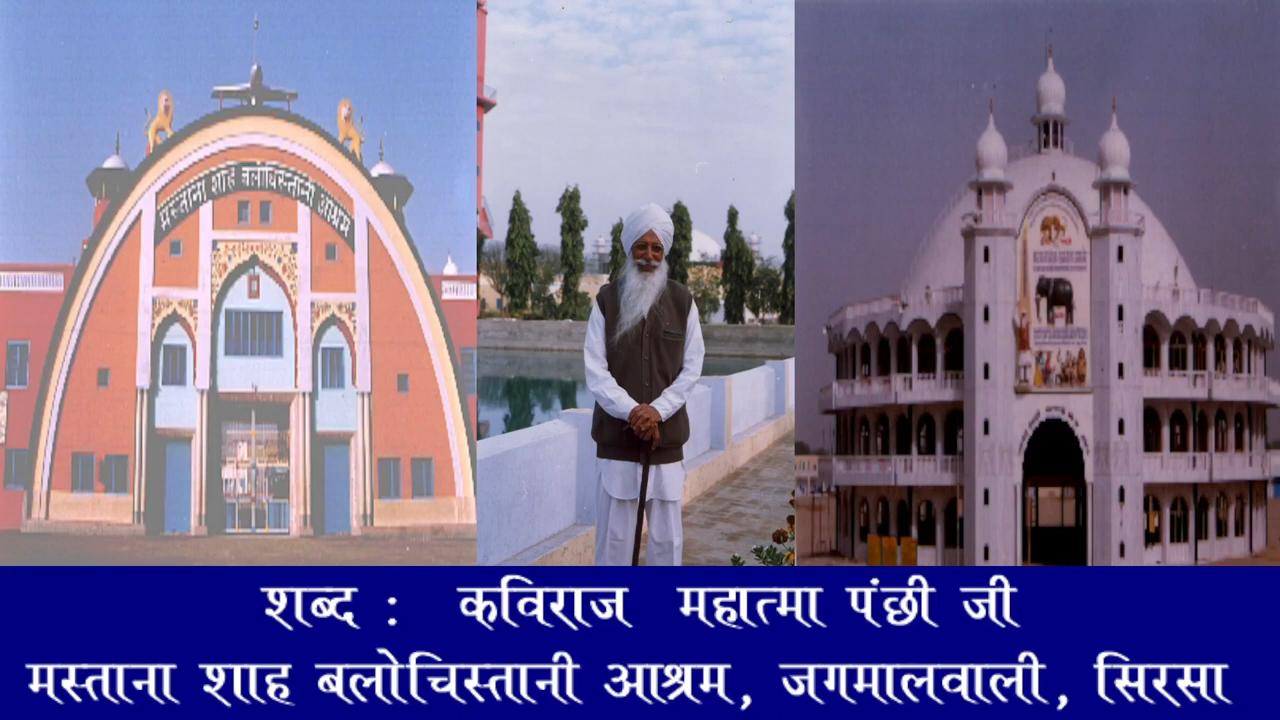 मस्ताना शाह बलोचिस्तानी आश्रम
शब्द : कविराज महात्मा पंछी जी
मस्ताना शाह बलोचिस्तानी आश्रम, जगमालवाली, सिरसा